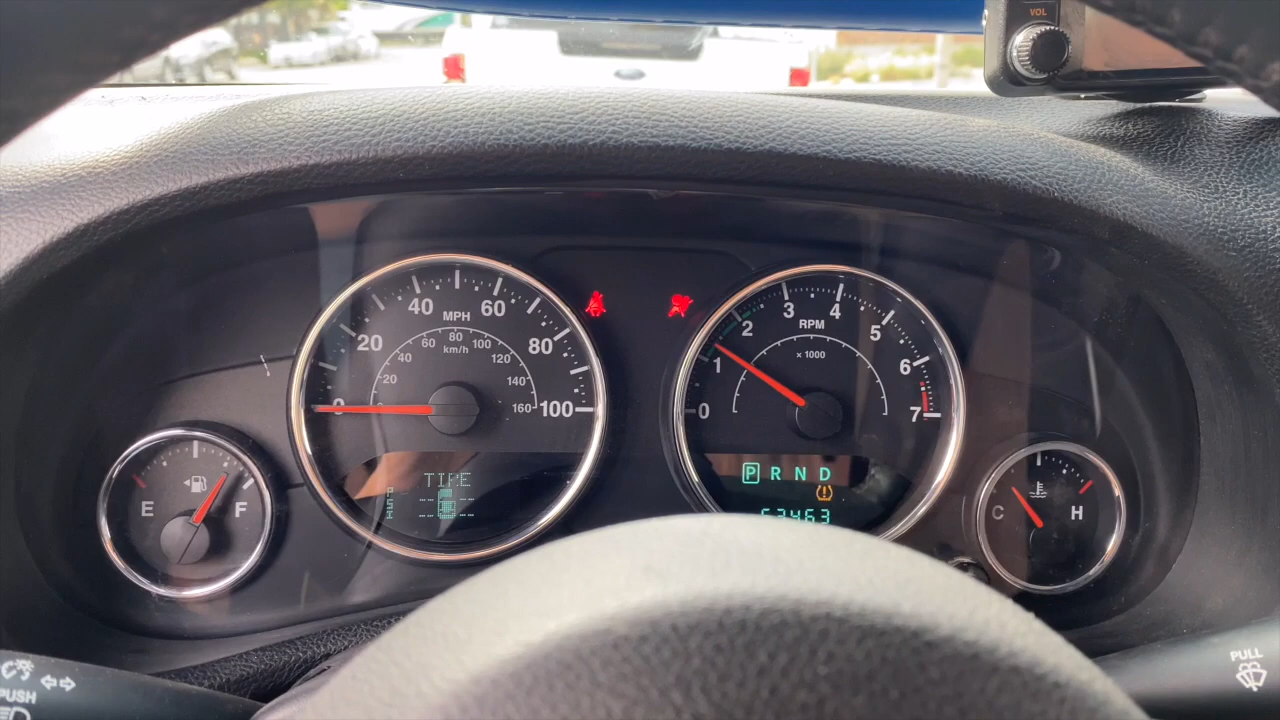 VOL
40 60
MPH
20 80
80
60 100
km/h
40 120
20 140
0 160 100
3 4
2 5
RPM
x 1000
1 6
0 7
E F
TIRE
PSI
P R N D
63463
C H
PUSH
PULL